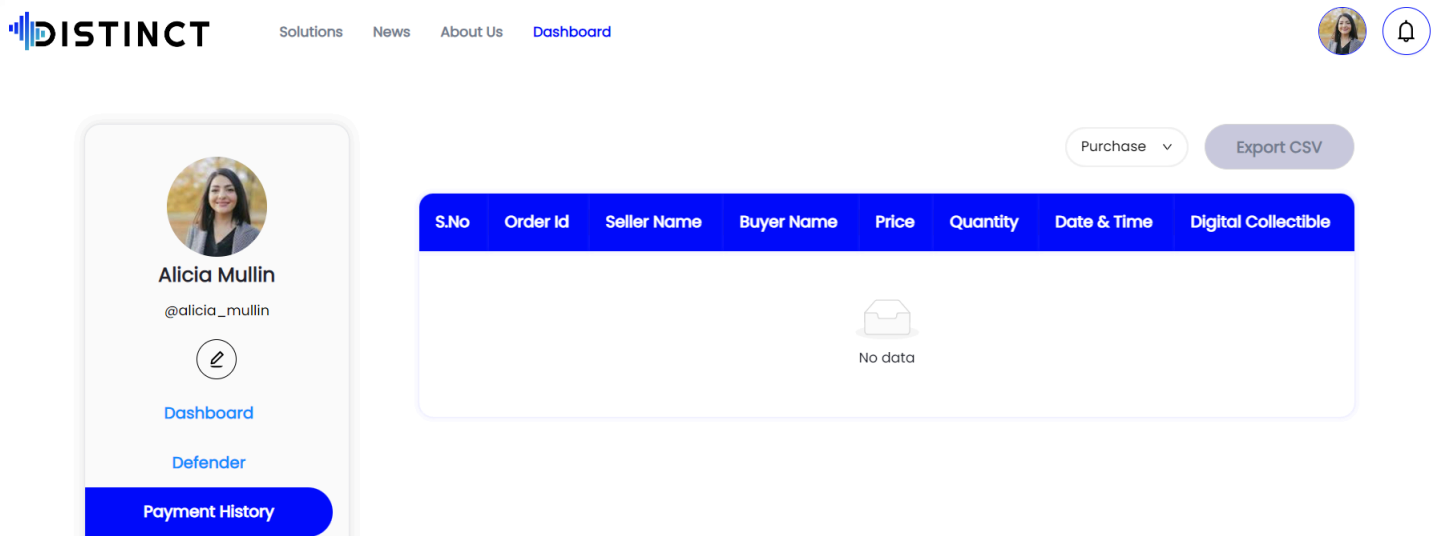 DISTINCT
Solutions News About Us Dashboard
Purchase
Export CSV
Alicia Mullin
@alicia_mullin
Dashboard
Defender
Payment History
S.No Order Id Seller Name Buyer Name Price Quantity Date & Time Digital Collectible
No data